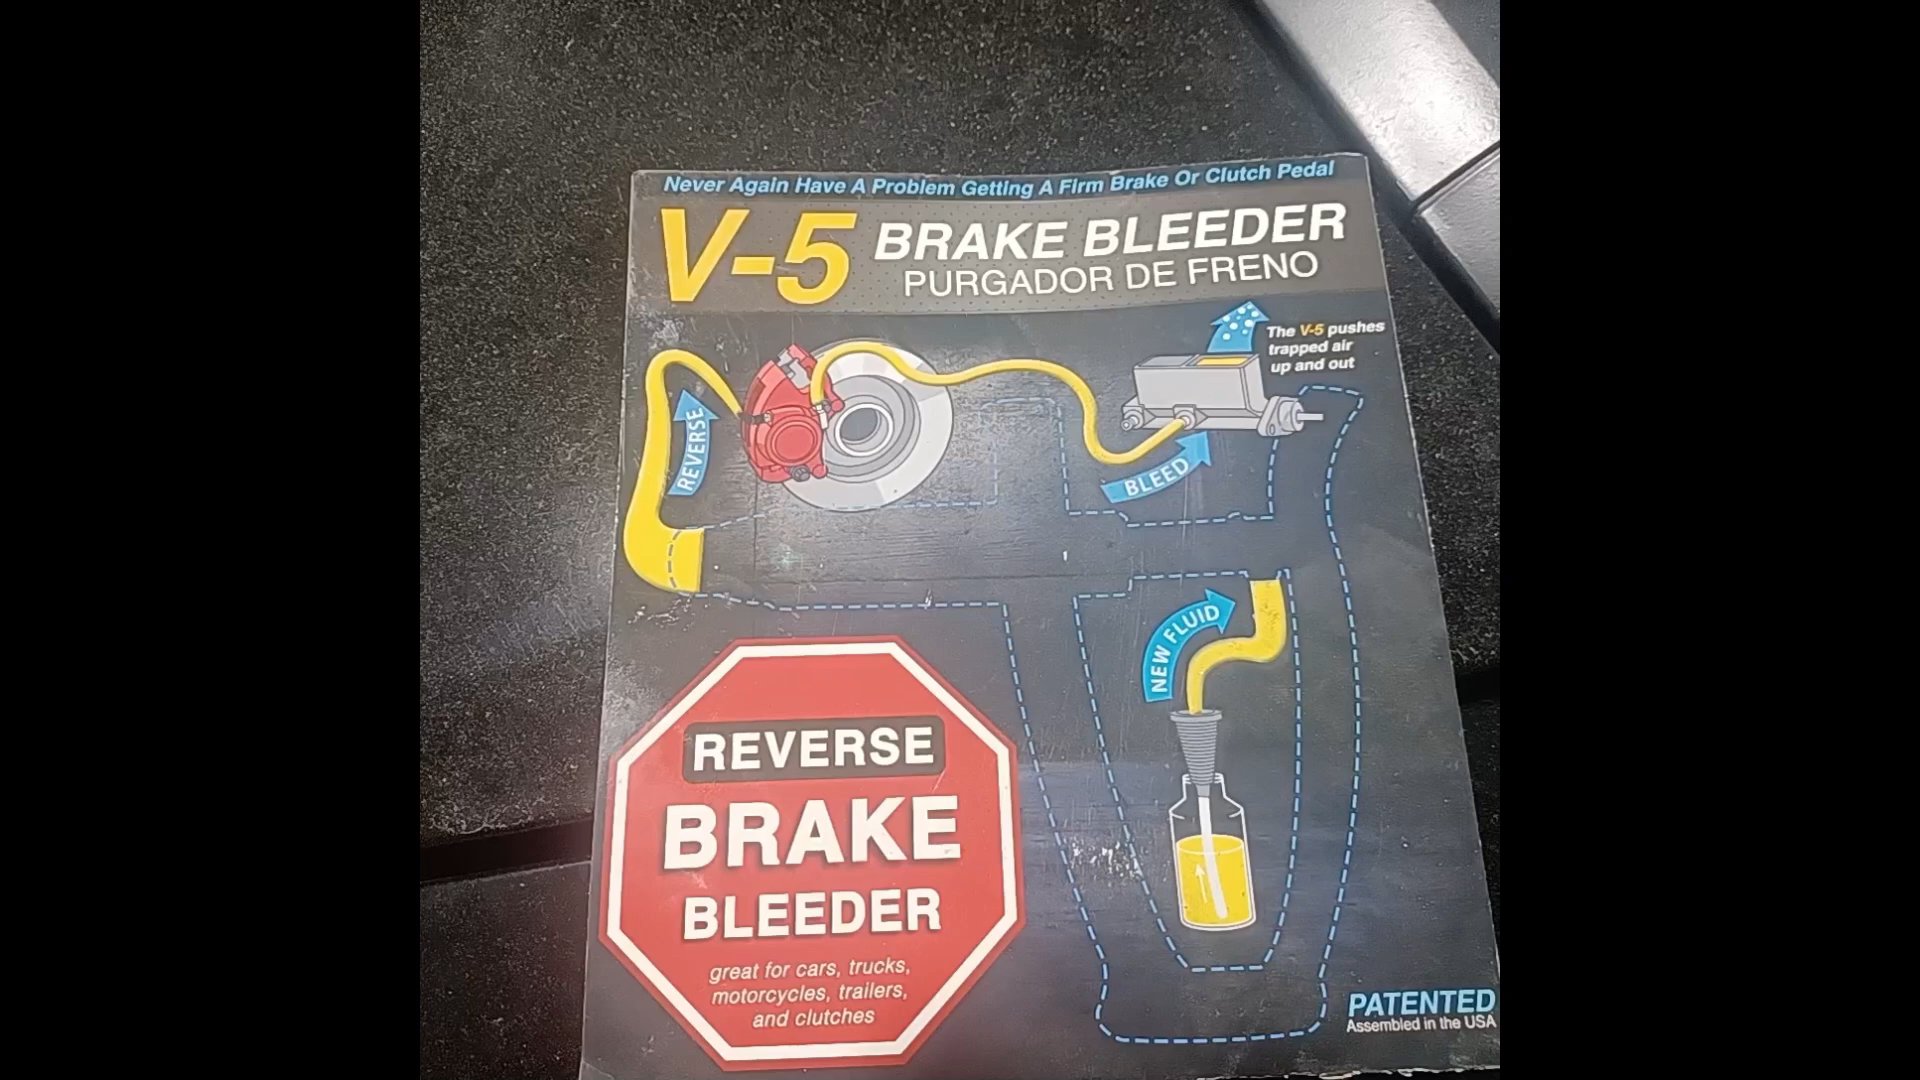 Never Again Have A Problem Getting A Firm Brake Or Clutch Pedal
V-5 BRAKE BLEEDER
PURGADOR DE FRENO
The V-5 pushes
trapped air
up and out
REVERSE
BLEED
NEW FLUID
REVERSE
BRAKE
BLEEDER
great for cars, trucks,
motorcycles, trailers,
and clutches
PATENTED
Assembled in the USA